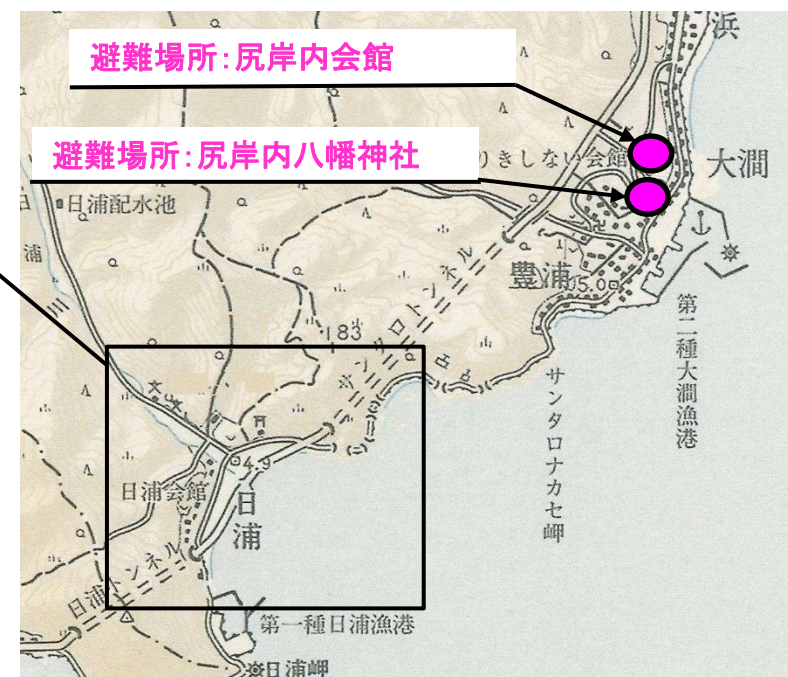 浜
避難場所：尻岸内会館
りきしない会館
避難場所：尻岸内八幡神社
大澗
日浦配水池
浦
川
豊浦
5.0
サンタロトンネル
183
第二種大澗漁港
サンタロナカセ岬
4.9
日浦会館
日浦
日浦トンネル
第一種日浦漁港
日浦岬